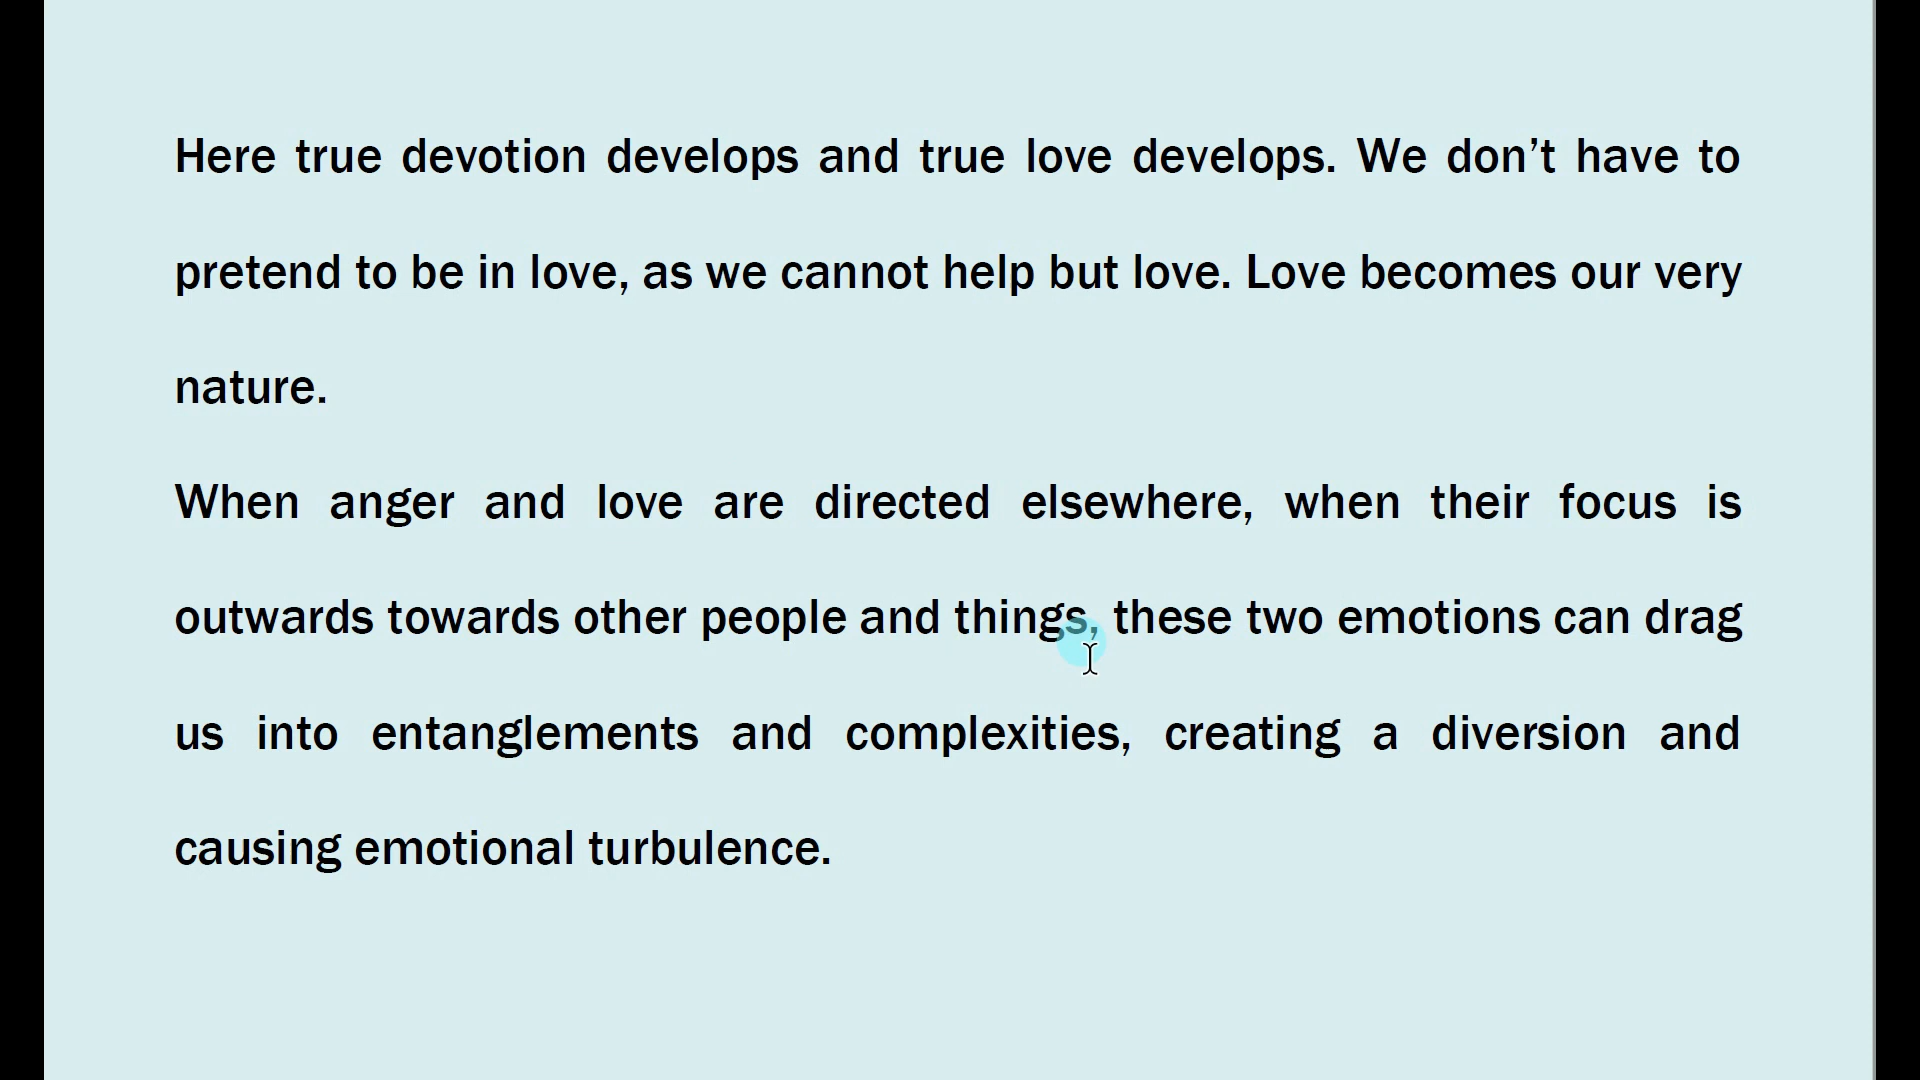 Here true devotion develops and true love develops. We don’t have to
pretend to be in love, as we cannot help but love. Love becomes our very
nature.
When anger and love are directed elsewhere, when their focus is
outwards towards other people and things, these two emotions can drag
us into entanglements and complexities, creating a diversion and
causing emotional turbulence.